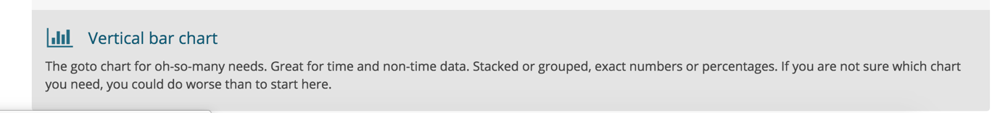 Vertical bar chart
The goto chart for oh-so-many needs. Great for time and non-time data. Stacked or grouped, exact numbers or percentages. If you are not sure which chart
you need, you could do worse than to start here.